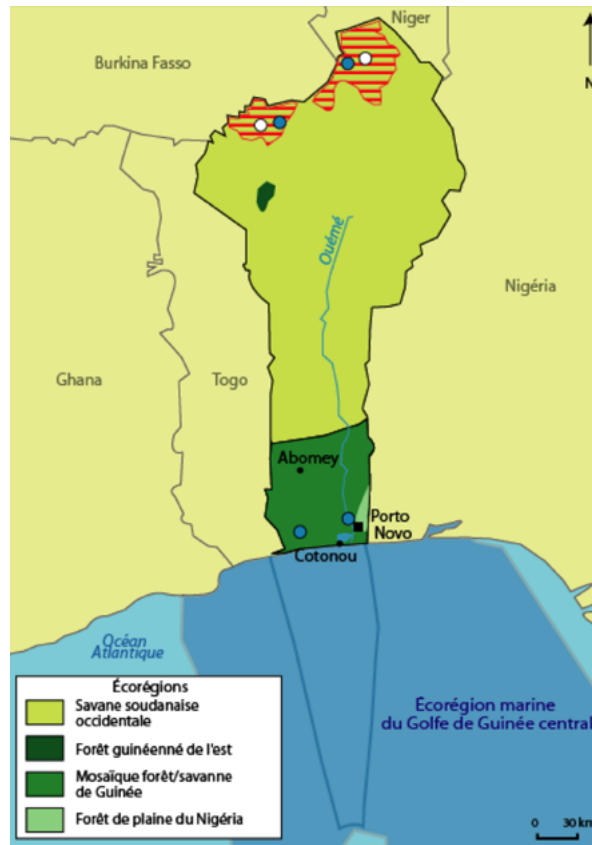 Niger
Burkina Fasso
N
Ouémé
Nigéria
Ghana
Togo
Abomey
Porto
Novo
Cotonou
Océan
Atlantique
Écorégion marine
du Golfe de Guinée central
Écorégions
Savane soudanaise
occidentale
Forêt guinéenné de l'est
Mosaïque forêt/savanne
de Guinée
Forêt de plaine du Nigéria
0 30 km